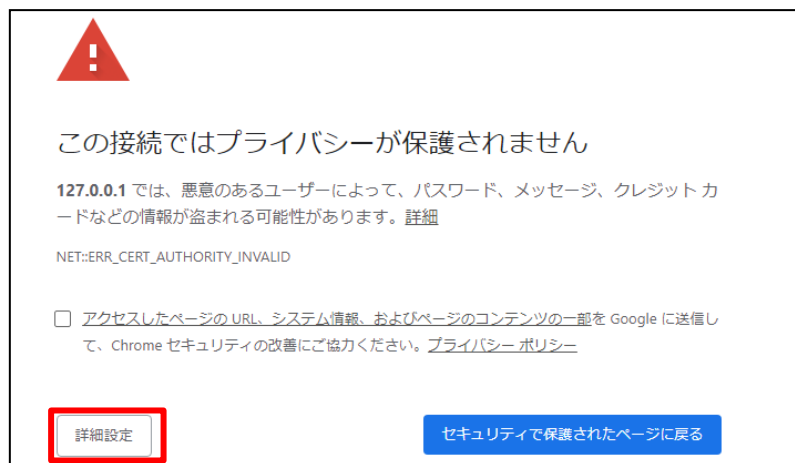 この接続ではプライバシーが保護されません
127.0.0.1 では、悪意のあるユーザーによって、パスワード、メッセージ、クレジット カ
ードなどの情報が盗まれる可能性があります。詳細
NET::ERR_CERT_AUTHORITY_INVALID
アクセスしたページの URL、システム情報、およびページのコンテンツの一部を Google に送信し
て、Chrome セキュリティの改善にご協力ください。プライバシー ポリシー
詳細設定
セキュリティで保護されたページに戻る